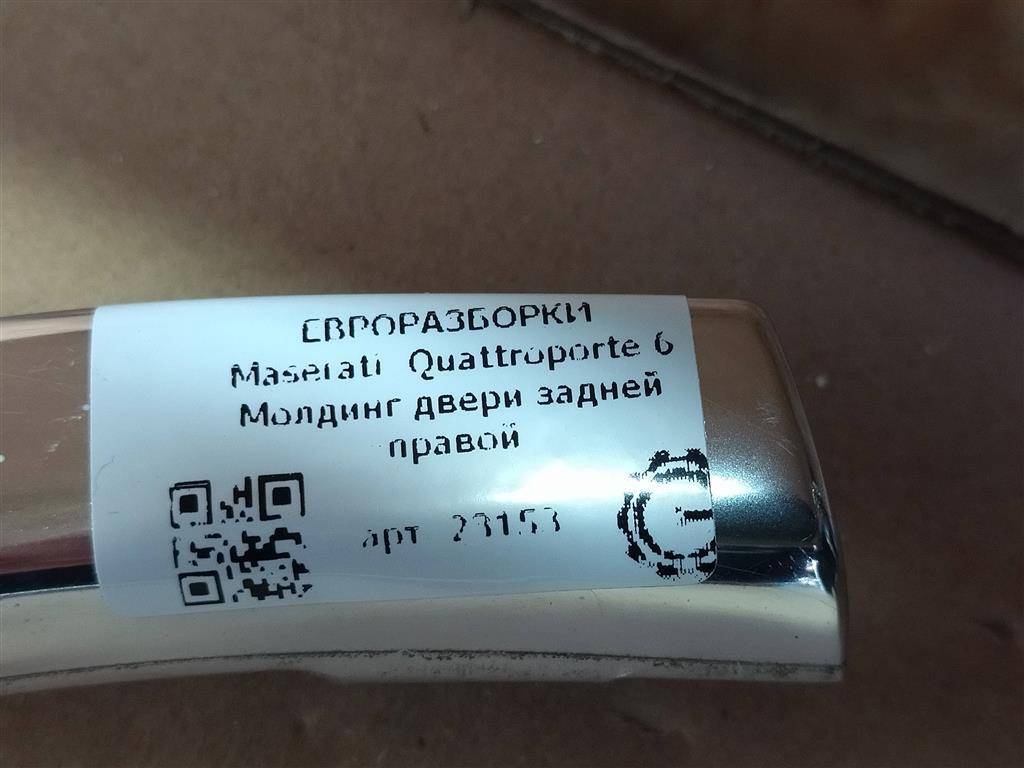 ЕВРОРАЗБОРКИ
Maserati Quattroporte 6
Молдинг двери задней
правой
арт 23153